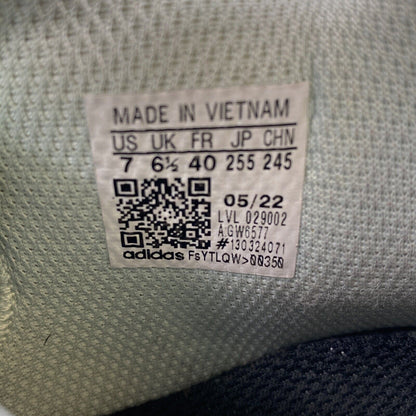 MADE IN VIETNAM
US UK FR JP CHN
7 6½ 40 255 245
05/22
LVL 029002
A:GW6577
#130324071
adidas FsYTLQW>00350